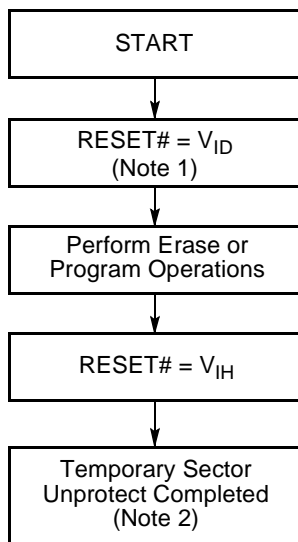 START
RESET# = VID
(Note 1)
Perform Erase or
Program Operations
RESET# = VIH
Temporary Sector
Unprotect Completed
(Note 2)